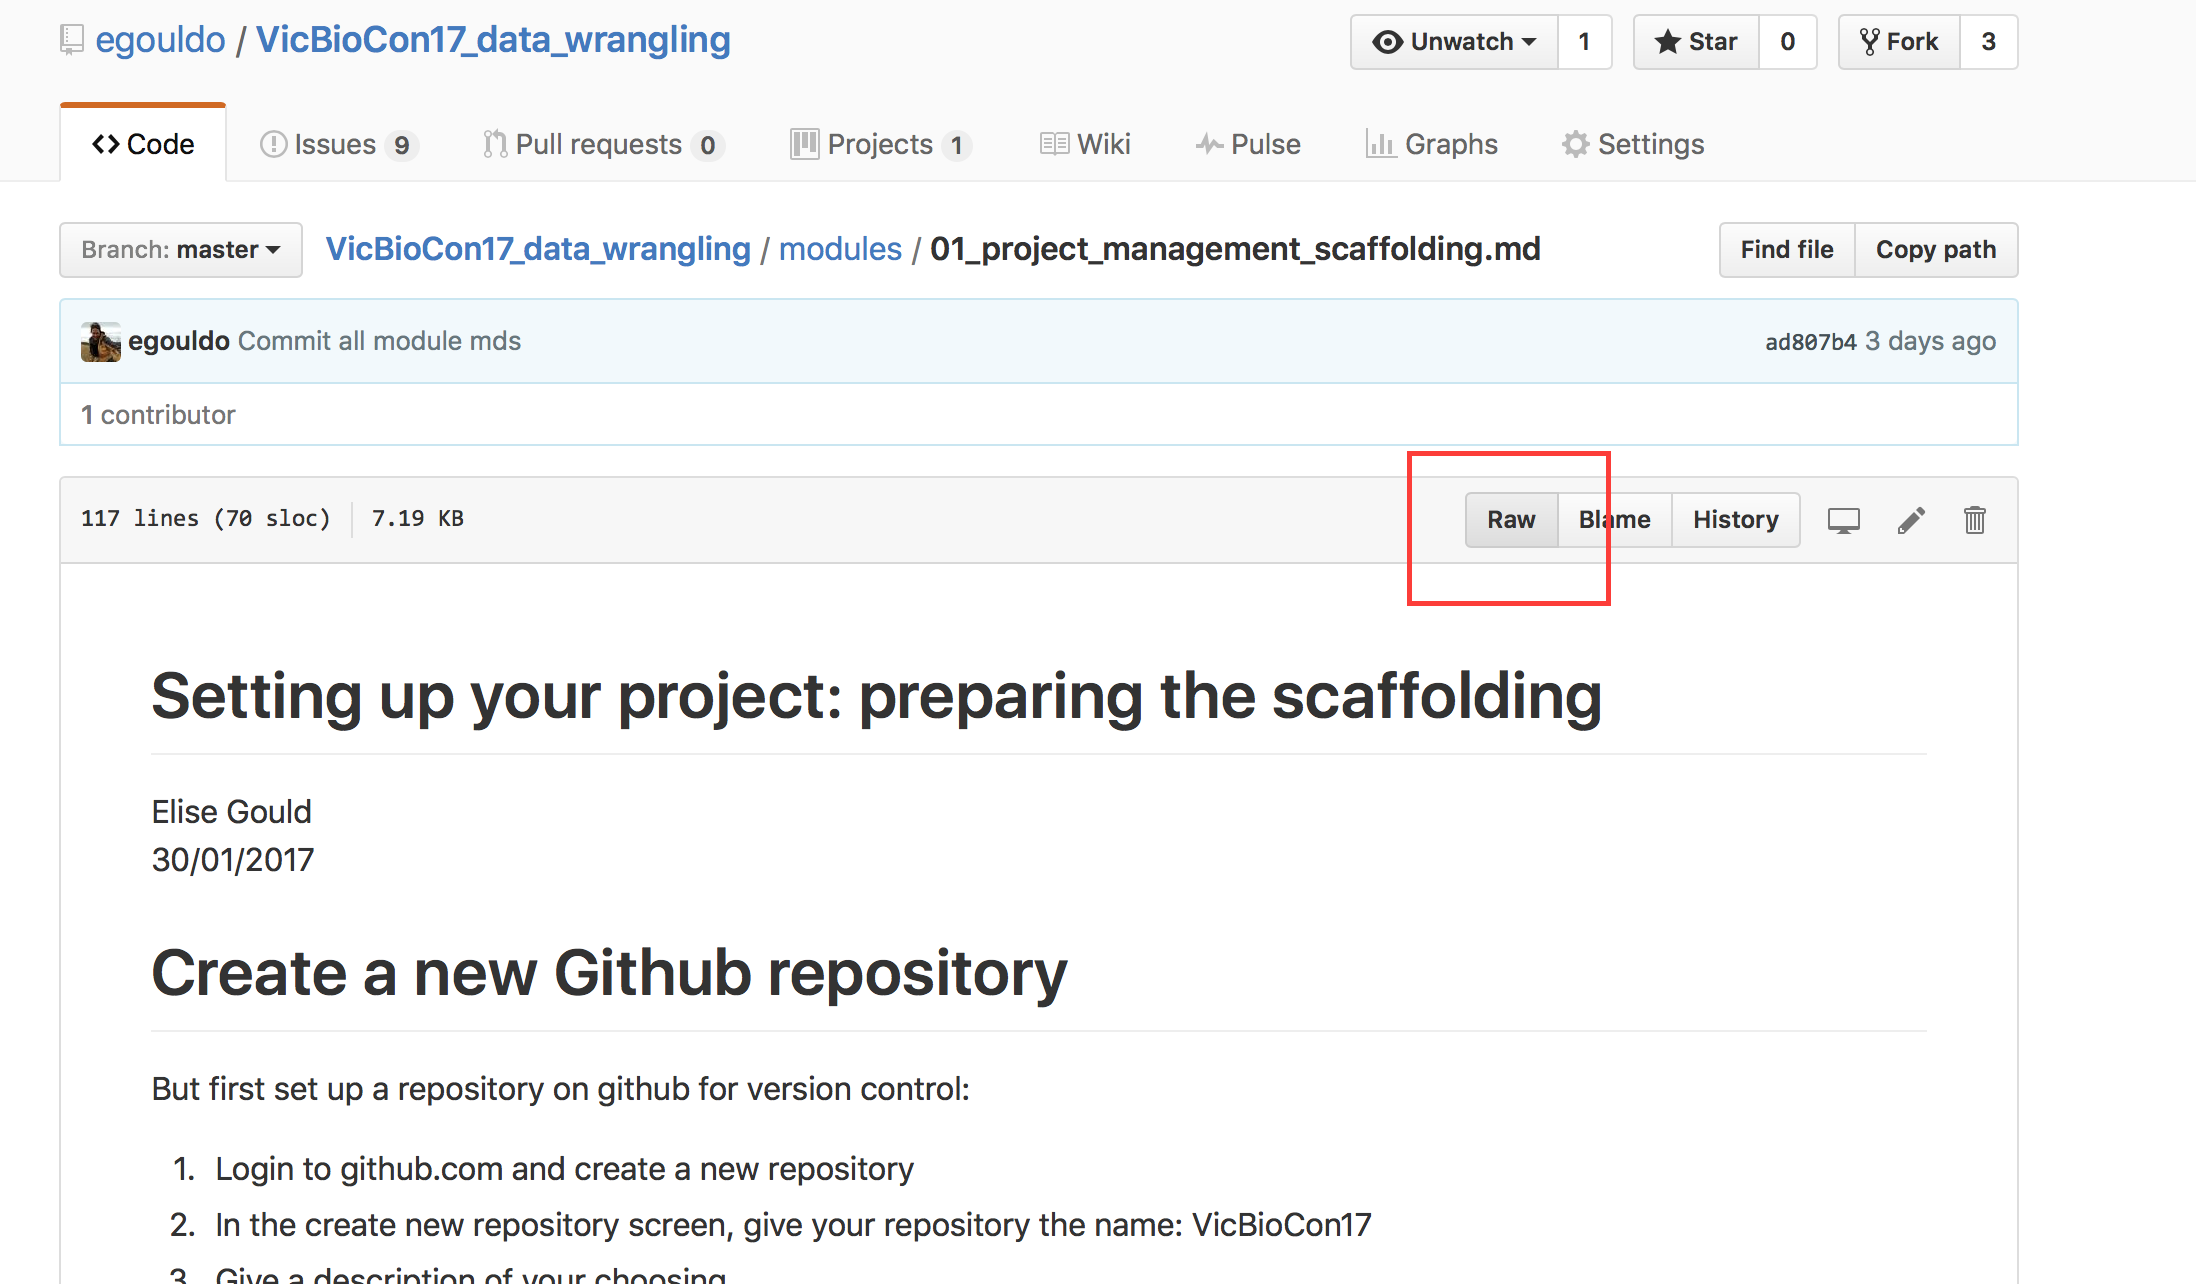 egouldo / VicBioCon17_data_wrangling Unwatch 1 Star 0 Fork 3
Code Issues 9 Pull requests 0 Projects 1 Wiki Pulse Graphs Settings
Branch: master VicBioCon17_data_wrangling / modules / 01_project_management_scaffolding.md Find file Copy path
egouldo Commit all module mds ad807b4 3 days ago
1 contributor
117 lines (70 sloc) 7.19 KB Raw Blame History
Setting up your project: preparing the scaffolding
Elise Gould
30/01/2017
Create a new Github repository
But first set up a repository on github for version control:
1. Login to github.com and create a new repository
2. In the create new repository screen, give your repository the name: VicBioCon17
3. Give a description of your choosing